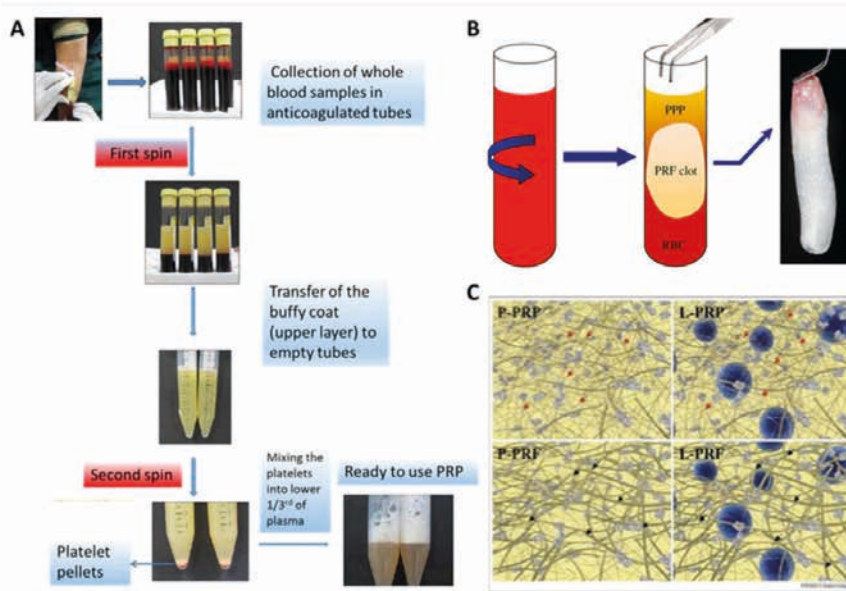 A
Collection of whole
blood samples in
anticoagulated tubes
First spin
Transfer of the
buffy coat
(upper layer) to
empty tubes
Second spin
Mixing the
platelets
into lower
1/3rd of
plasma
Ready to use PRP
Platelet
pellets
B
PPP
PRF clot
RBC
C
P-PRP
L-PRP
P-PRF
L-PRF